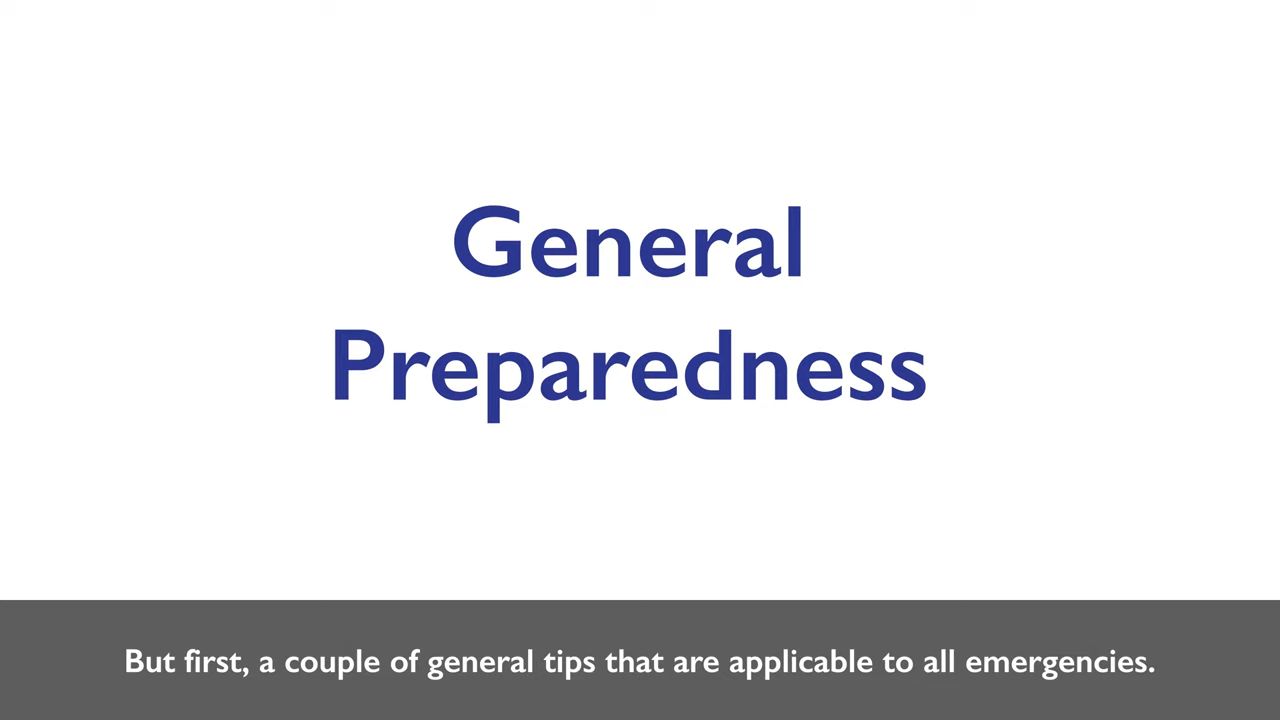 General
Preparedness
But first, a couple of general tips that are applicable to all emergencies.